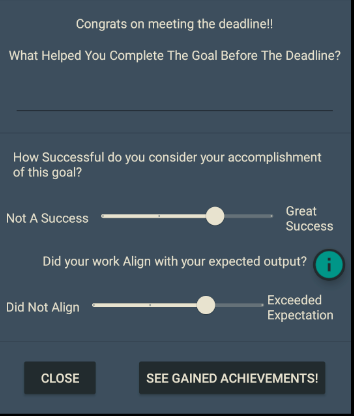 Congrats on meeting the deadline!!
What Helped You Complete The Goal Before The Deadline?
How Successful do you consider your accomplishment
of this goal?
Not A Success
Great
Success
Did your work Align with your expected output?
i
Did Not Align
Exceeded
Expectation
CLOSE
SEE GAINED ACHIEVEMENTS!